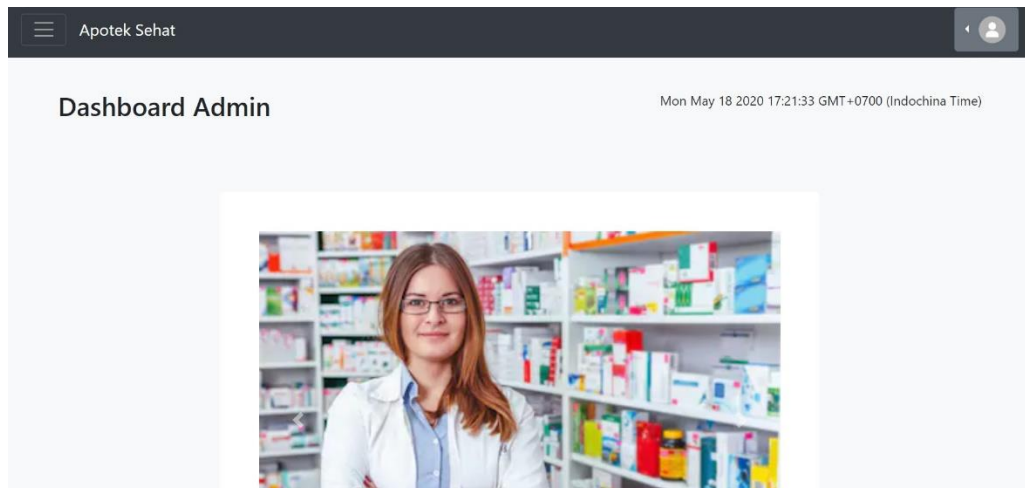 Apotek Sehat
Dashboard Admin
Mon May 18 2020 17:21:33 GMT+0700 (Indochina Time)